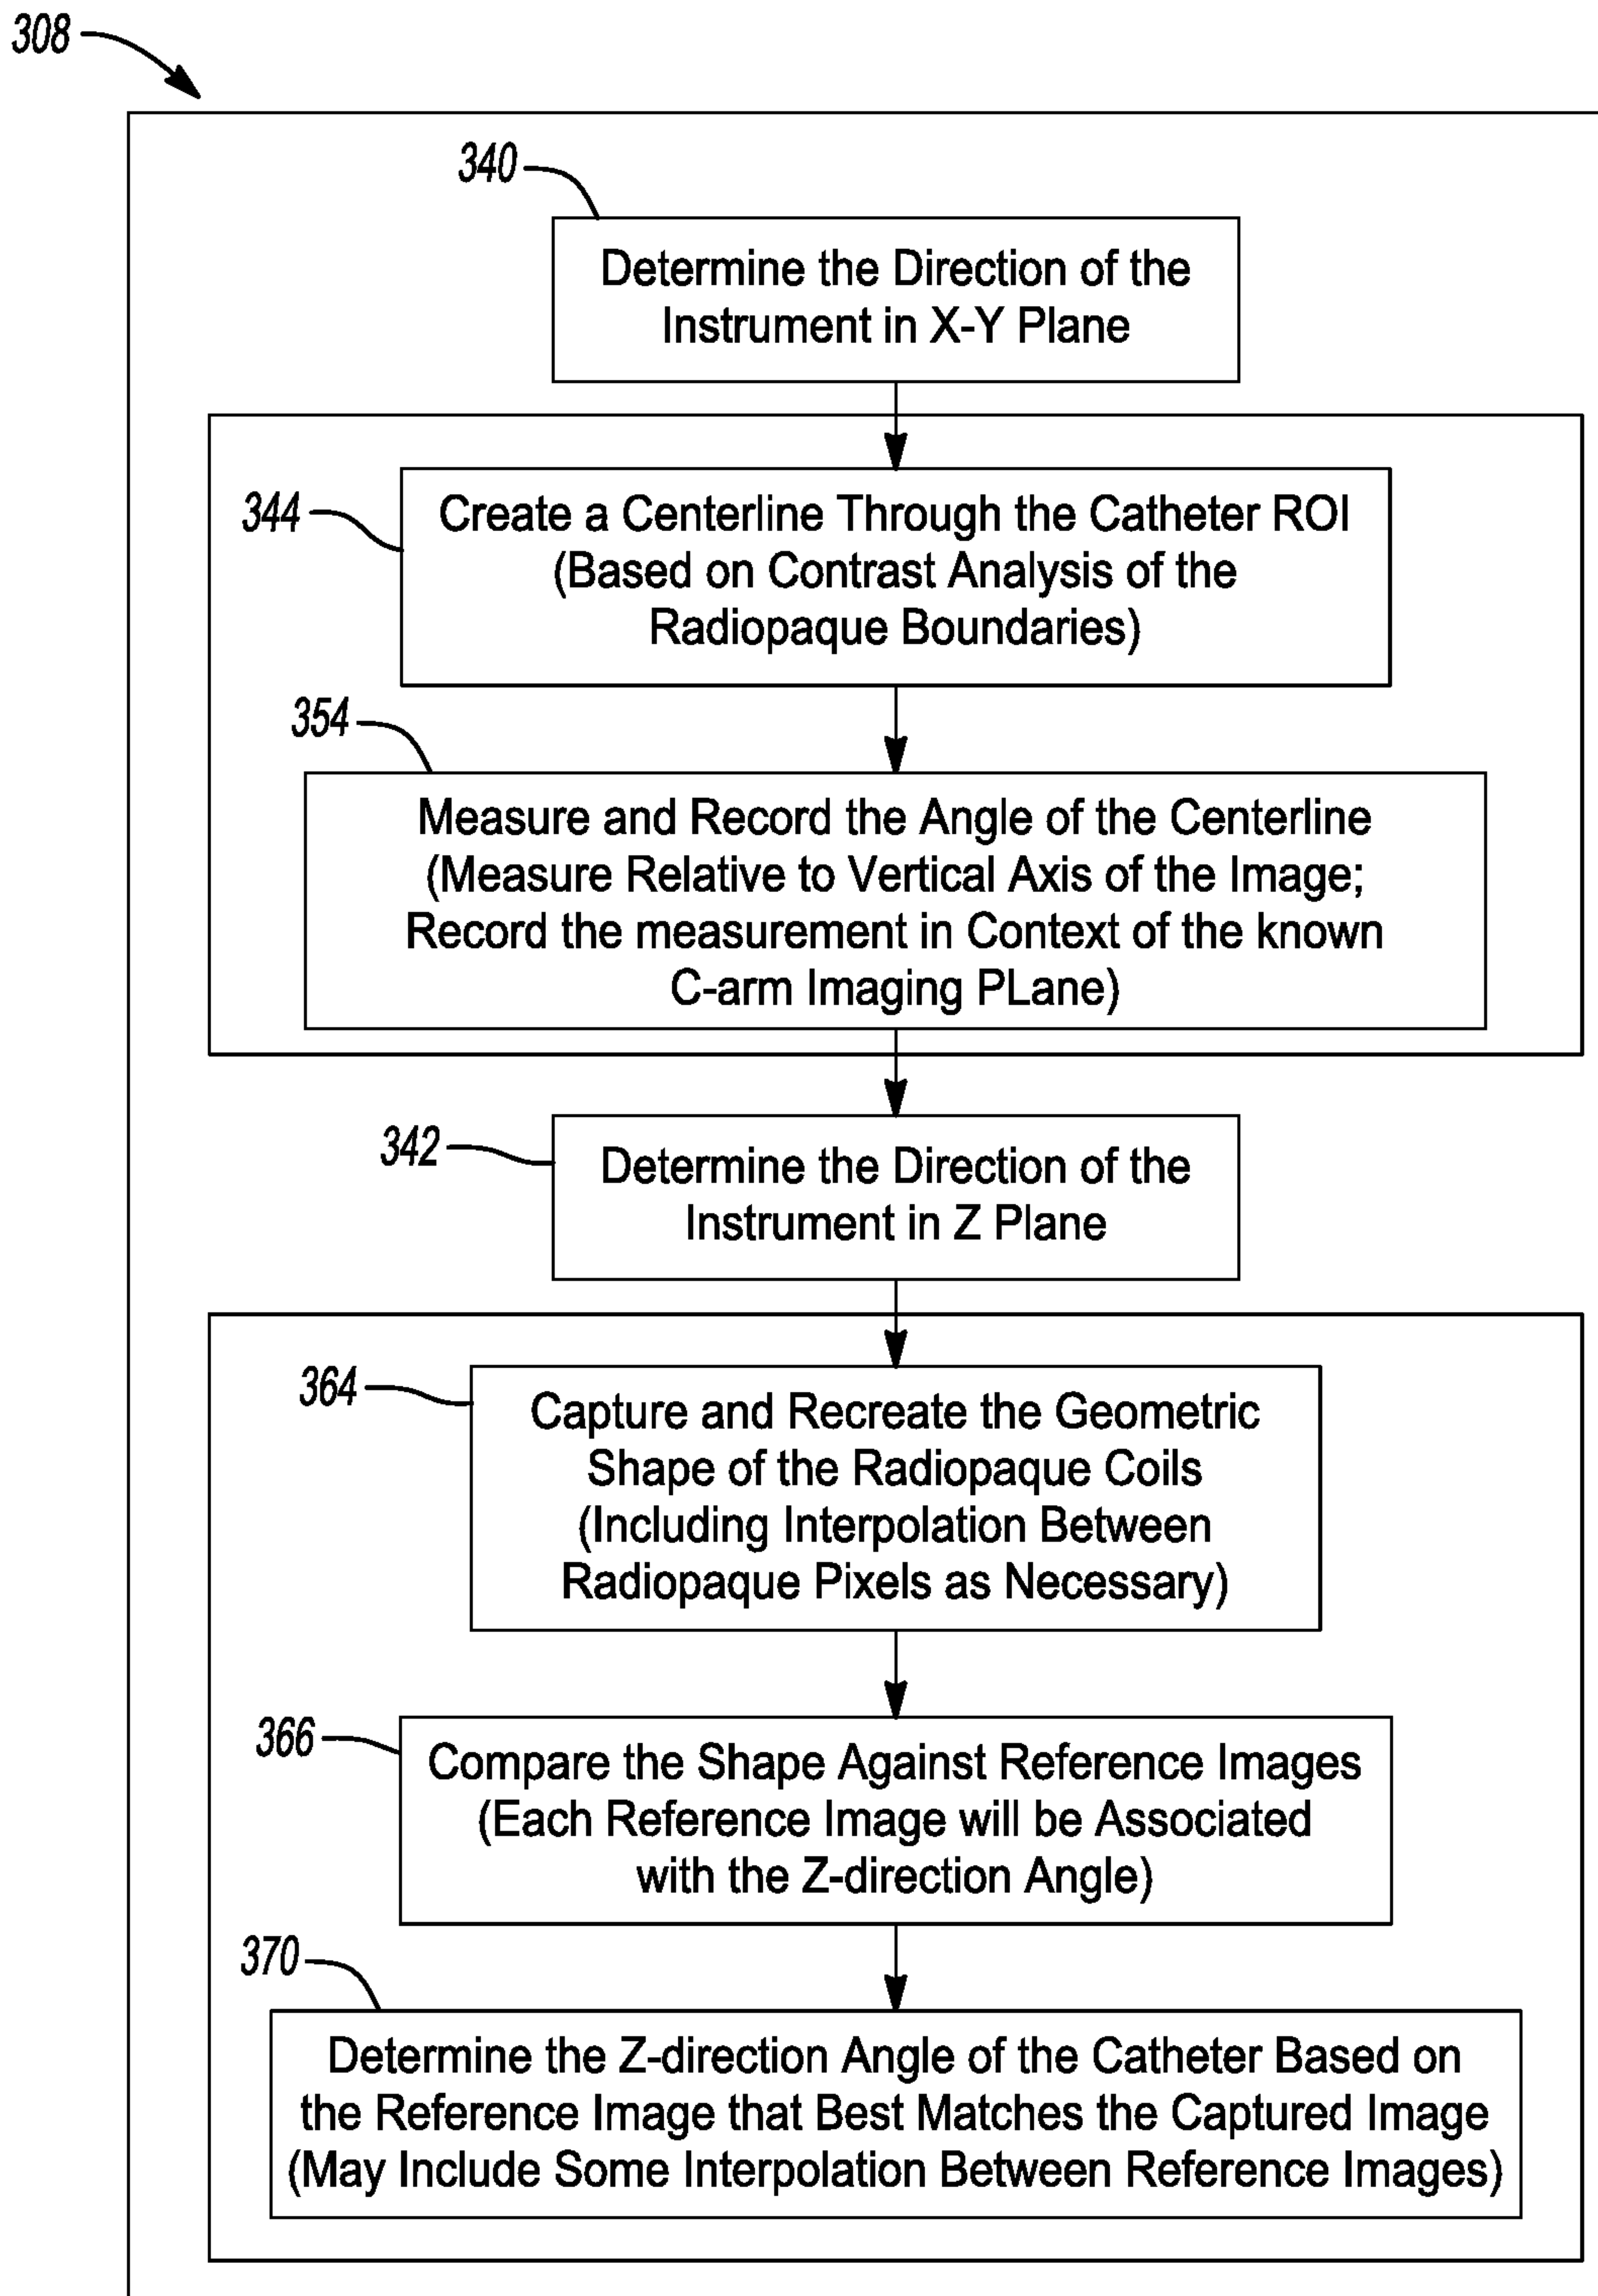 308
340
Determine the Direction of the
Instrument in X-Y Plane
344
Create a Centerline Through the Catheter ROI
(Based on Contrast Analysis of the
Radiopaque Boundaries)
354
Measure and Record the Angle of the Centerline
(Measure Relative to Vertical Axis of the Image;
Record the measurement in Context of the known
C-arm Imaging PLane)
342
Determine the Direction of the
Instrument in Z Plane
364
Capture and Recreate the Geometric
Shape of the Radiopaque Coils
(Including Interpolation Between
Radiopaque Pixels as Necessary)
366
Compare the Shape Against Reference Images
(Each Reference Image will be Associated
with the Z-direction Angle)
370
Determine the Z-direction Angle of the Catheter Based on
the Reference Image that Best Matches the Captured Image
(May Include Some Interpolation Between Reference Images)